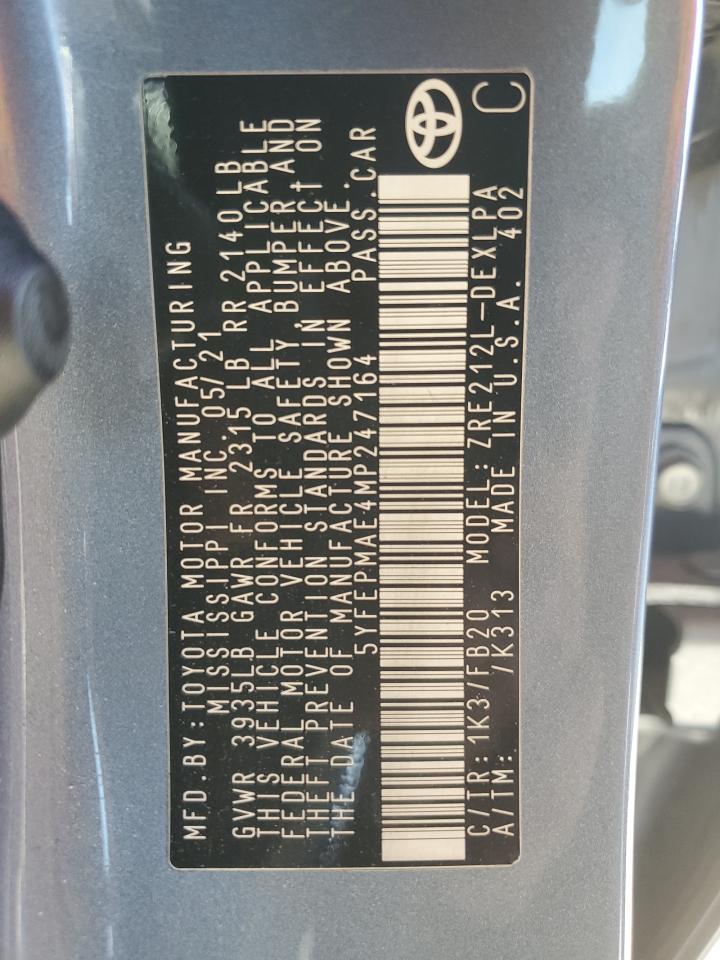 MFD.BY:TOYOTA MOTOR MANUFACTURING
MISSISSIPPI INC. 05/21
GVWR 3935LB GAWR FR 2315 LB RR 2140LB
THIS VEHICLE CONFORMS TO ALL APPLICABLE
FEDERAL MOTOR VEHICLE SAFETY, BUMPER AND
THEFT PREVENTION STANDARDS IN EFFECT ON
THE DATE OF MANUFACTURE SHOWN ABOVE.
5YFEPMAE4MP247164 PASS.CAR
C/TR: 1K3/FB20 MODEL: ZRE212L-DEXLPA
A/TM: /K313 MADE IN U.S.A. 402
C